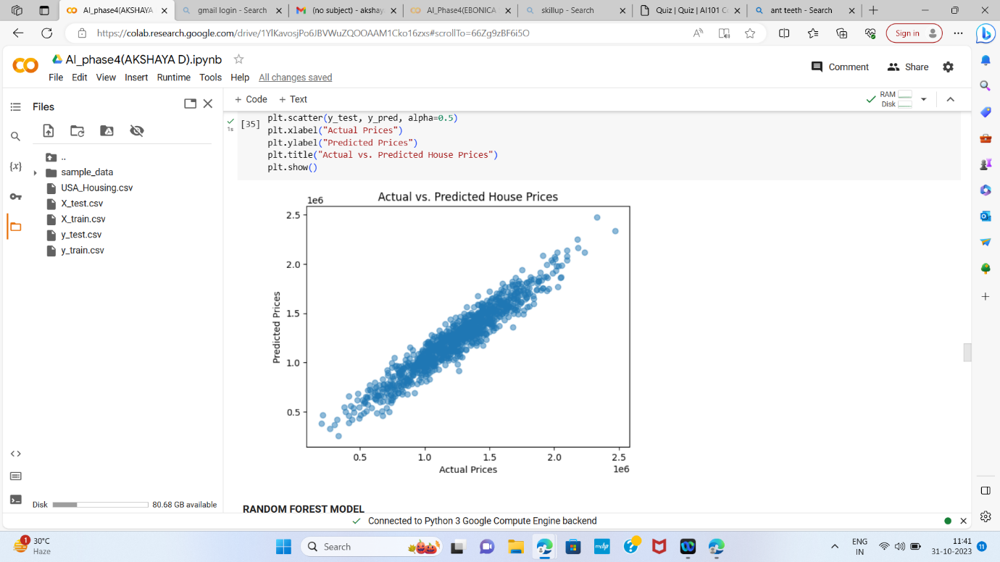 AI_phase4(AKSHAYA
gmail login - Search
(no subject) - akshay
AI_Phase4(EBONICA
skillup - Search
Quiz | Quiz | AI101 C
ant teeth - Search
https://colab.research.google.com/drive/1YlKavosjPo6JBVWuZQOOAAM1Cko16zxs#scrollTo=66Zg9zBF6i5O
Sign in
AI_phase4(AKSHAYA D).ipynb
File Edit View Insert Runtime Tools Help All changes saved
Comment
Share
Files
+ Code + Text
RAM
Disk
..
sample_data
USA_Housing.csv
X_test.csv
X_train.csv
y_test.csv
y_train.csv
Disk
80.68 GB available
1s
[35]
plt.scatter(y_test, y_pred, alpha=0.5)
plt.xlabel("Actual Prices")
plt.ylabel("Predicted Prices")
plt.title("Actual vs. Predicted House Prices")
plt.show()
1e6
Actual vs. Predicted House Prices
2.5
2.0
1.5
1.0
0.5
Predicted Prices
0.5 1.0 1.5 2.0 2.5
Actual Prices
1e6
RANDOM FOREST MODEL
Connected to Python 3 Google Compute Engine backend
1
30°C
Haze
Search
ENG
IN
11:41
31-10-2023
11